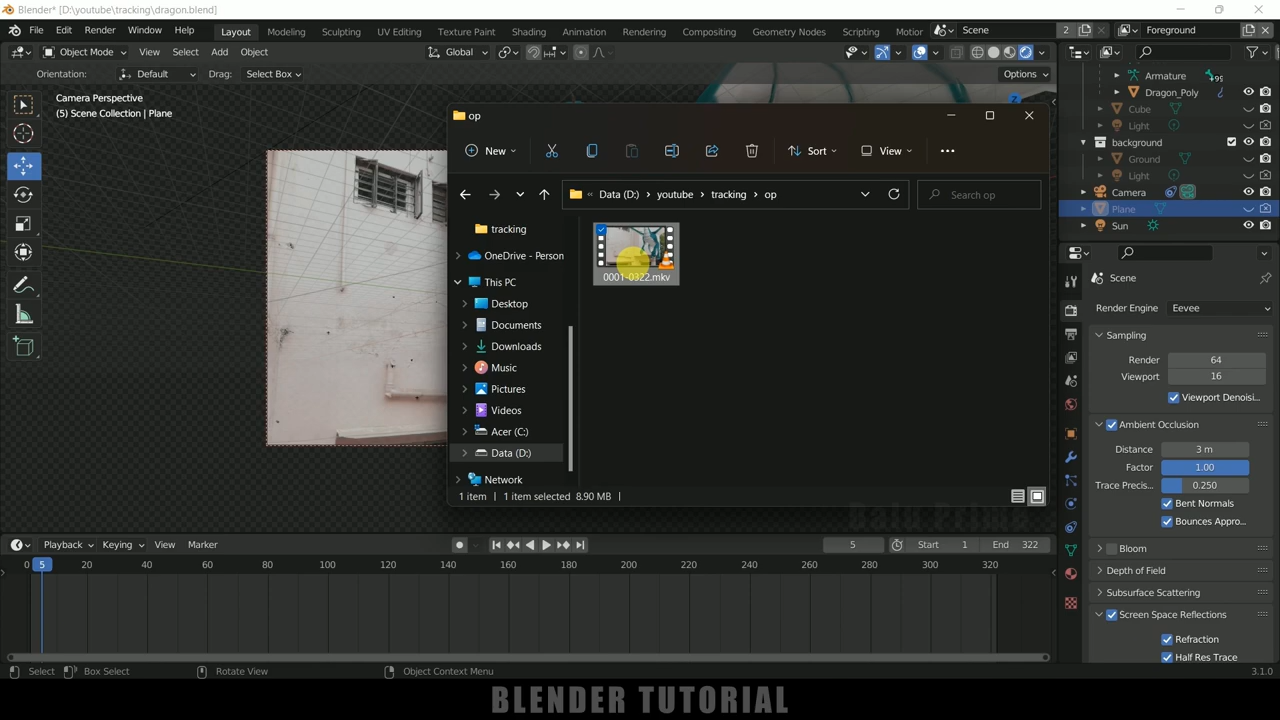 Blender* [D:\youtube\tracking\dragon.blend]
File Edit Render Window Help Layout Modeling Sculpting UV Editing Texture Paint Shading Animation Rendering Compositing Geometry Nodes Scripting Motior Scene 2 Foreground
Object Mode View Select Add Object Global
Orientation: Default Drag: Select Box Options
Camera Perspective
(5) Scene Collection | Plane
op
New Sort View
Data (D:) youtube tracking op Search op
tracking
OneDrive - Person
This PC
Desktop
Documents
Downloads
Music
Pictures
Videos
Acer (C:)
Data (D:)
Network
0001-0322.mkv
1 item 1 item selected 8.90 MB
Balu Prime
Armature 95
Dragon_Poly
Cube
Light
background
Ground
Light
Camera
Plane
Sun
Scene
Render Engine Eevee
Sampling
Render 64
Viewport 16
Viewport Denoisi...
Ambient Occlusion
Distance 3 m
Factor 1.00
Trace Precis... 0.250
Bent Normals
Bounces Appro...
Bloom
Depth of Field
Subsurface Scattering
Screen Space Reflections
Refraction
Half Res Trace
Playback Keying View Marker 5 Start 1 End 322
0 5 20 40 60 80 100 120 140 160 180 200 220 240 260 280 300 320
Select Box Select Rotate View Object Context Menu 3.1.0
BLENDER TUTORIAL